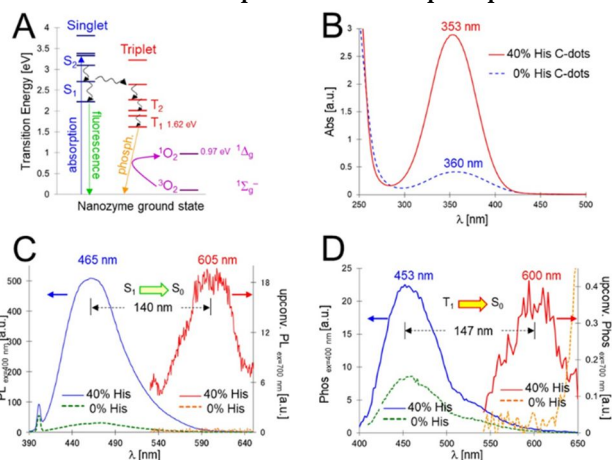 A
Singlet
Triplet
Transition Energy [eV]
4
3.5
3
2.5
2
1.5
1
0.5
0
S2
S1
T2
T1 1.62 eV
absorption
fluorescence
phosph.
1O2 0.97 eV 1Δg
3O2 1Σg−
Nanozyme ground state
B
353 nm
40% His C-dots
0% His C-dots
360 nm
Abs [a.u.]
3
2.5
2
1.5
1
0.5
0
250 300 350 400 450 500
λ [nm]
C
465 nm 605 nm
S1 S0
140 nm
40% His
0% His
40% His
0% His
PL ex=400 nm [a.u.]
500
400
300
200
100
0
upconv. PL ex=700 nm [a.u.]
18
12
6
0
390 440 490 540 590 640
λ [nm]
D
453 nm 600 nm
T1 S0
147 nm
40% His
0% His
40% His
0% His
Phos ex=400 nm [a.u.]
25
20
15
10
5
0
upconv. Phos ex=700 nm [a.u.]
0.4
0.3
0.2
0.1
0
400 450 500 550 600 650
λ [nm]